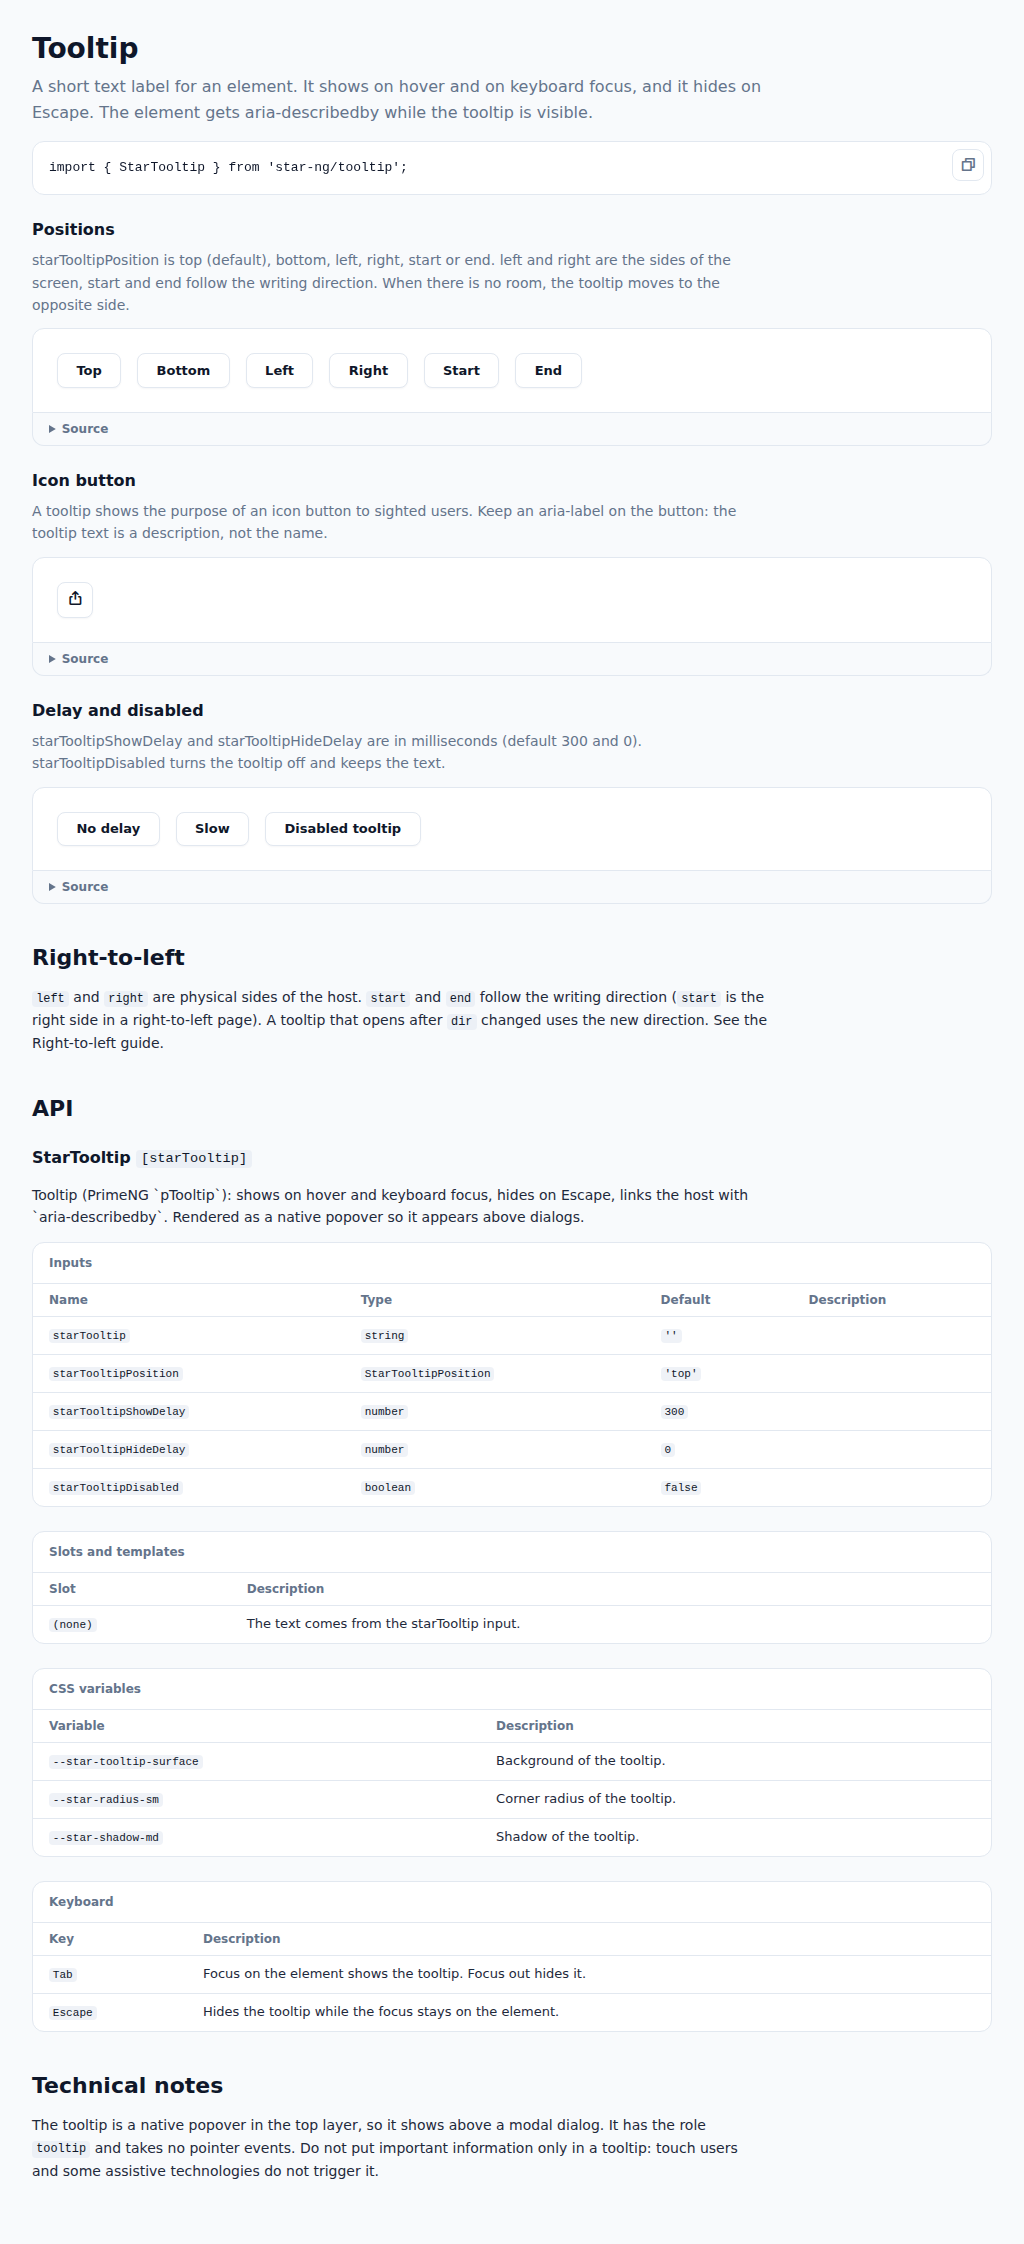 Tooltip
A short text label for an element. It shows on hover and on keyboard focus, and it hides on
Escape. The element gets aria-describedby while the tooltip is visible.
import { StarTooltip } from 'star-ng/tooltip';
Positions
starTooltipPosition is top (default), bottom, left, right, start or end. left and right are the sides of the
screen, start and end follow the writing direction. When there is no room, the tooltip moves to the
opposite side.
Top Bottom Left Right Start End
Source
Icon button
A tooltip shows the purpose of an icon button to sighted users. Keep an aria-label on the button: the
tooltip text is a description, not the name.
Source
Delay and disabled
starTooltipShowDelay and starTooltipHideDelay are in milliseconds (default 300 and 0).
starTooltipDisabled turns the tooltip off and keeps the text.
No delay Slow Disabled tooltip
Source
Right-to-left
left and right are physical sides of the host. start and end follow the writing direction (start is the
right side in a right-to-left page). A tooltip that opens after dir changed uses the new direction. See the
Right-to-left guide.
API
StarTooltip [starTooltip]
Tooltip (PrimeNG `pTooltip`): shows on hover and keyboard focus, hides on Escape, links the host with
`aria-describedby`. Rendered as a native popover so it appears above dialogs.
Inputs
Name Type Default Description
starTooltip string ''
starTooltipPosition StarTooltipPosition 'top'
starTooltipShowDelay number 300
starTooltipHideDelay number 0
starTooltipDisabled boolean false
Slots and templates
Slot Description
(none) The text comes from the starTooltip input.
CSS variables
Variable Description
--star-tooltip-surface Background of the tooltip.
--star-radius-sm Corner radius of the tooltip.
--star-shadow-md Shadow of the tooltip.
Keyboard
Key Description
Tab Focus on the element shows the tooltip. Focus out hides it.
Escape Hides the tooltip while the focus stays on the element.
Technical notes
The tooltip is a native popover in the top layer, so it shows above a modal dialog. It has the role
tooltip and takes no pointer events. Do not put important information only in a tooltip: touch users
and some assistive technologies do not trigger it.